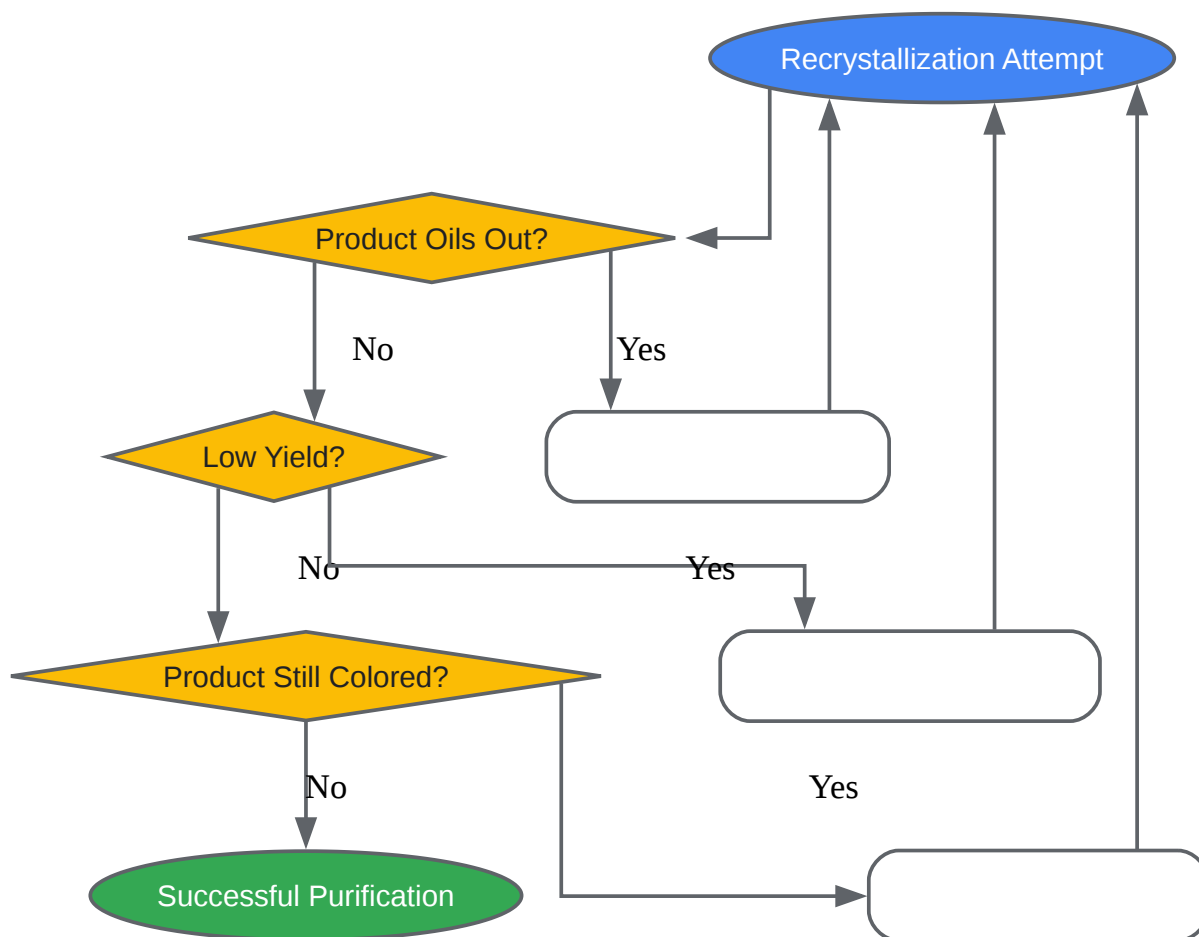 Recrystallization Attempt
Product Oils Out?
No
Yes
Low Yield?
No
Yes
Product Still Colored?
No
Yes
Successful Purification